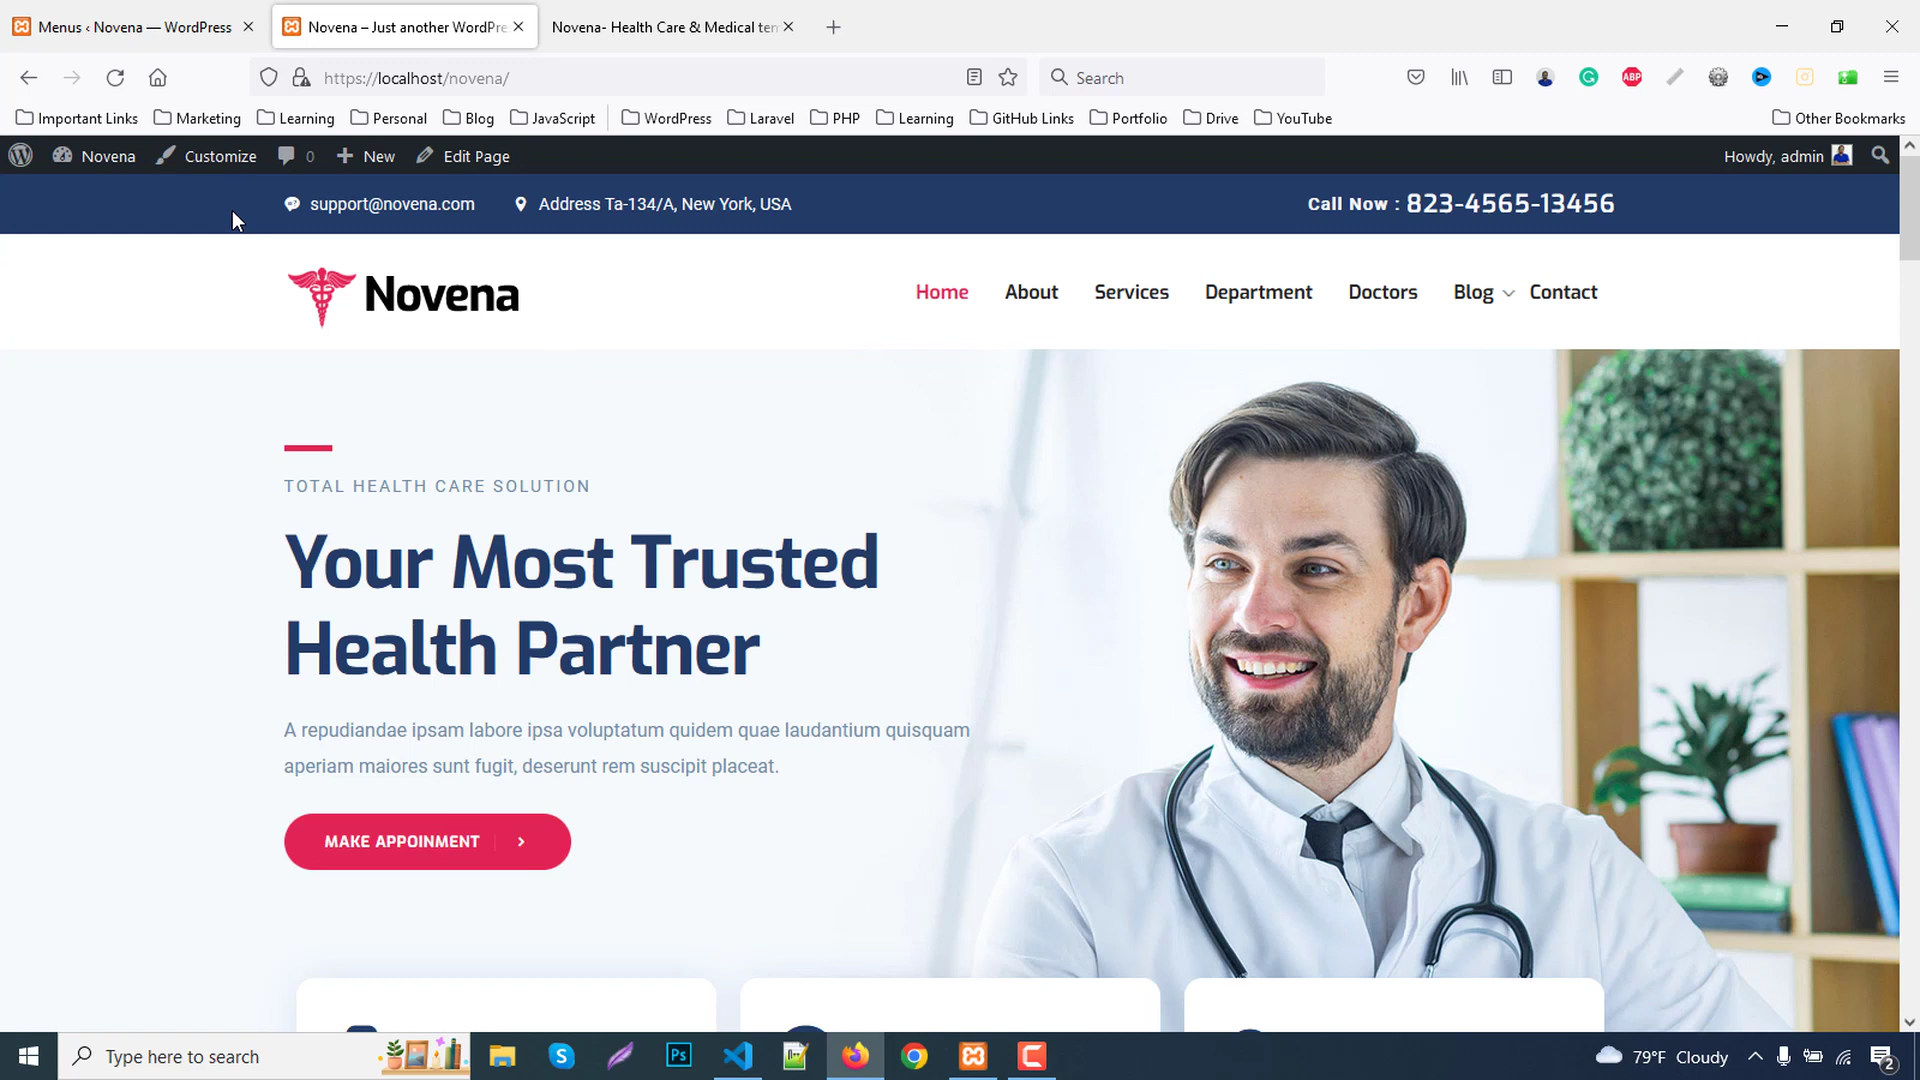 Menus ‹ Novena — WordPress
Novena – Just another WordPre
Novena- Health Care & Medical ten
https://localhost/novena/
Search
Important Links
Marketing
Learning
Personal
Blog
JavaScript
WordPress
Laravel
PHP
Learning
GitHub Links
Portfolio
Drive
YouTube
Other Bookmarks
Novena
Customize
0
New
Edit Page
Howdy, admin
support@novena.com
Address Ta-134/A, New York, USA
Call Now : 823-4565-13456
Novena
Home
About
Services
Department
Doctors
Blog
Contact
TOTAL HEALTH CARE SOLUTION
Your Most Trusted
Health Partner
A repudiandae ipsam labore ipsa voluptatum quidem quae laudantium quisquam
aperiam maiores sunt fugit, deserunt rem suscipit placeat.
MAKE APPOINMENT
Type here to search
79°F Cloudy
2
ABP
Ps